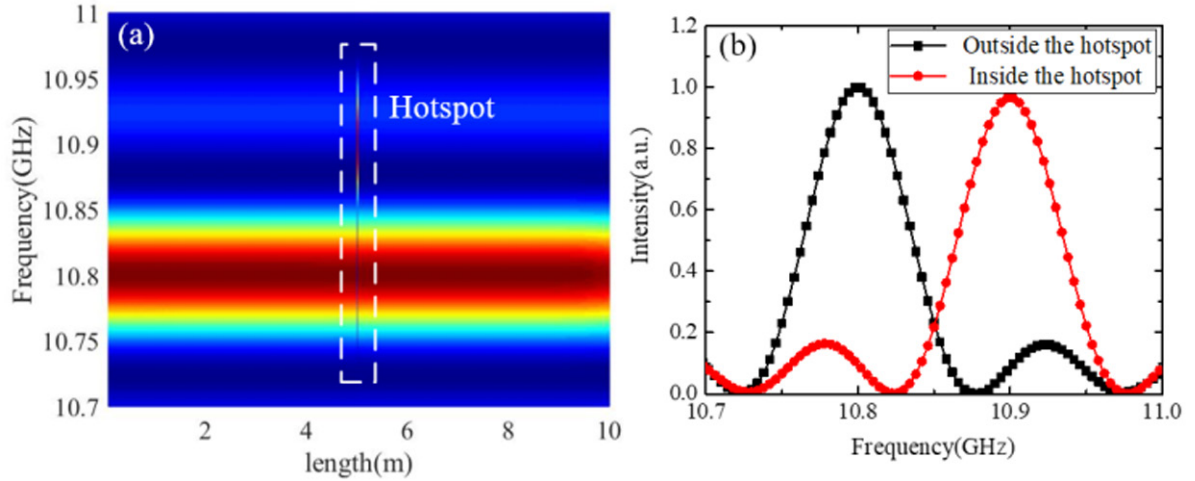 (a)
Hotspot
11
10.95
10.9
10.85
10.8
10.75
10.7
Frequency(GHz)
2
4
6
8
10
length(m)
(b)
Outside the hotspot
Inside the hotspot
1.2
1.0
0.8
0.6
0.4
0.2
0.0
Intensity(a.u.)
10.7
10.8
10.9
11.0
Frequency(GHz)